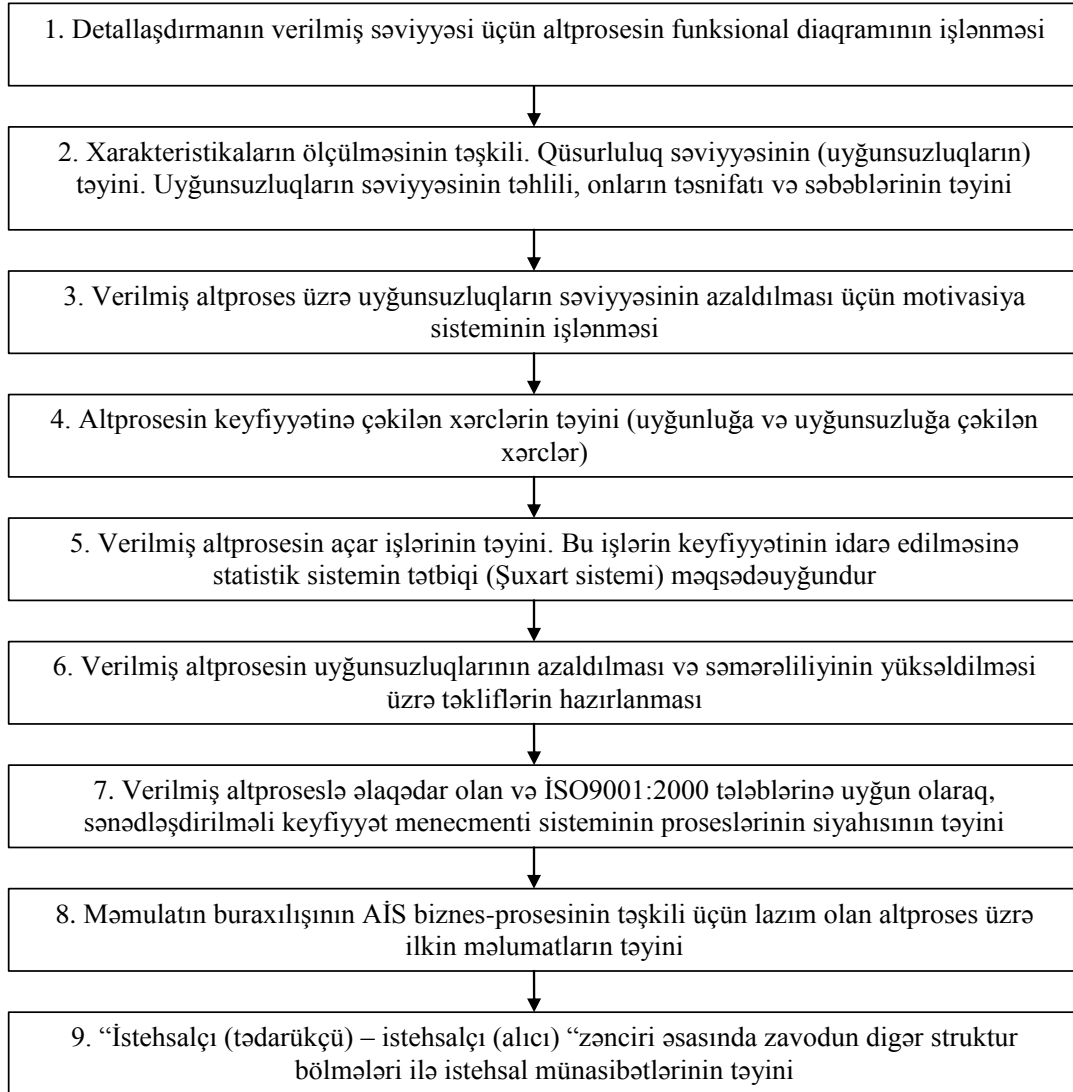 1. Detallaşdırmanın verilmiş səviyyəsi üçün altprosesin funksional diaqramının işlənməsi
2. Xarakteristikaların ölçülməsinin təşkili. Qüsurluluq səviyyəsinin (uyğunsuzluqların)
təyini. Uyğunsuzluqların səviyyəsinin təhlili, onların təsnifatı və səbəblərinin təyini
3. Verilmiş altproses üzrə uyğunsuzluqların səviyyəsinin azaldılması üçün motivasiya
sisteminin işlənməsi
4. Altprosesin keyfiyyətinə çəkilən xərclərin təyini (uyğunluğa və uyğunsuzluğa çəkilən
xərclər)
5. Verilmiş altprosesin açar işlərinin təyini. Bu işlərin keyfiyyətinin idarə edilməsinə
statistik sistemin tətbiqi (Şuxart sistemi) məqsədəuyğundur
6. Verilmiş altprosesin uyğunsuzluqlarının azaldılması və səmərəliliyinin yüksəldilməsi
üzrə təkliflərin hazırlanması
7. Verilmiş altproseslə əlaqədar olan və İSO9001:2000 tələblərinə uyğun olaraq,
sənədləşdirilməli keyfiyyət menecmenti sisteminin proseslərinin siyahısının təyini
8. Məmulatın buraxılışının AİS biznes-prosesinin təşkili üçün lazım olan altproses üzrə
ilkin məlumatların təyini
9. “İstehsalçı (tədarükçü) – istehsalçı (alıcı) “zənciri əsasında zavodun digər struktur
bölmələri ilə istehsal münasibətlərinin təyini